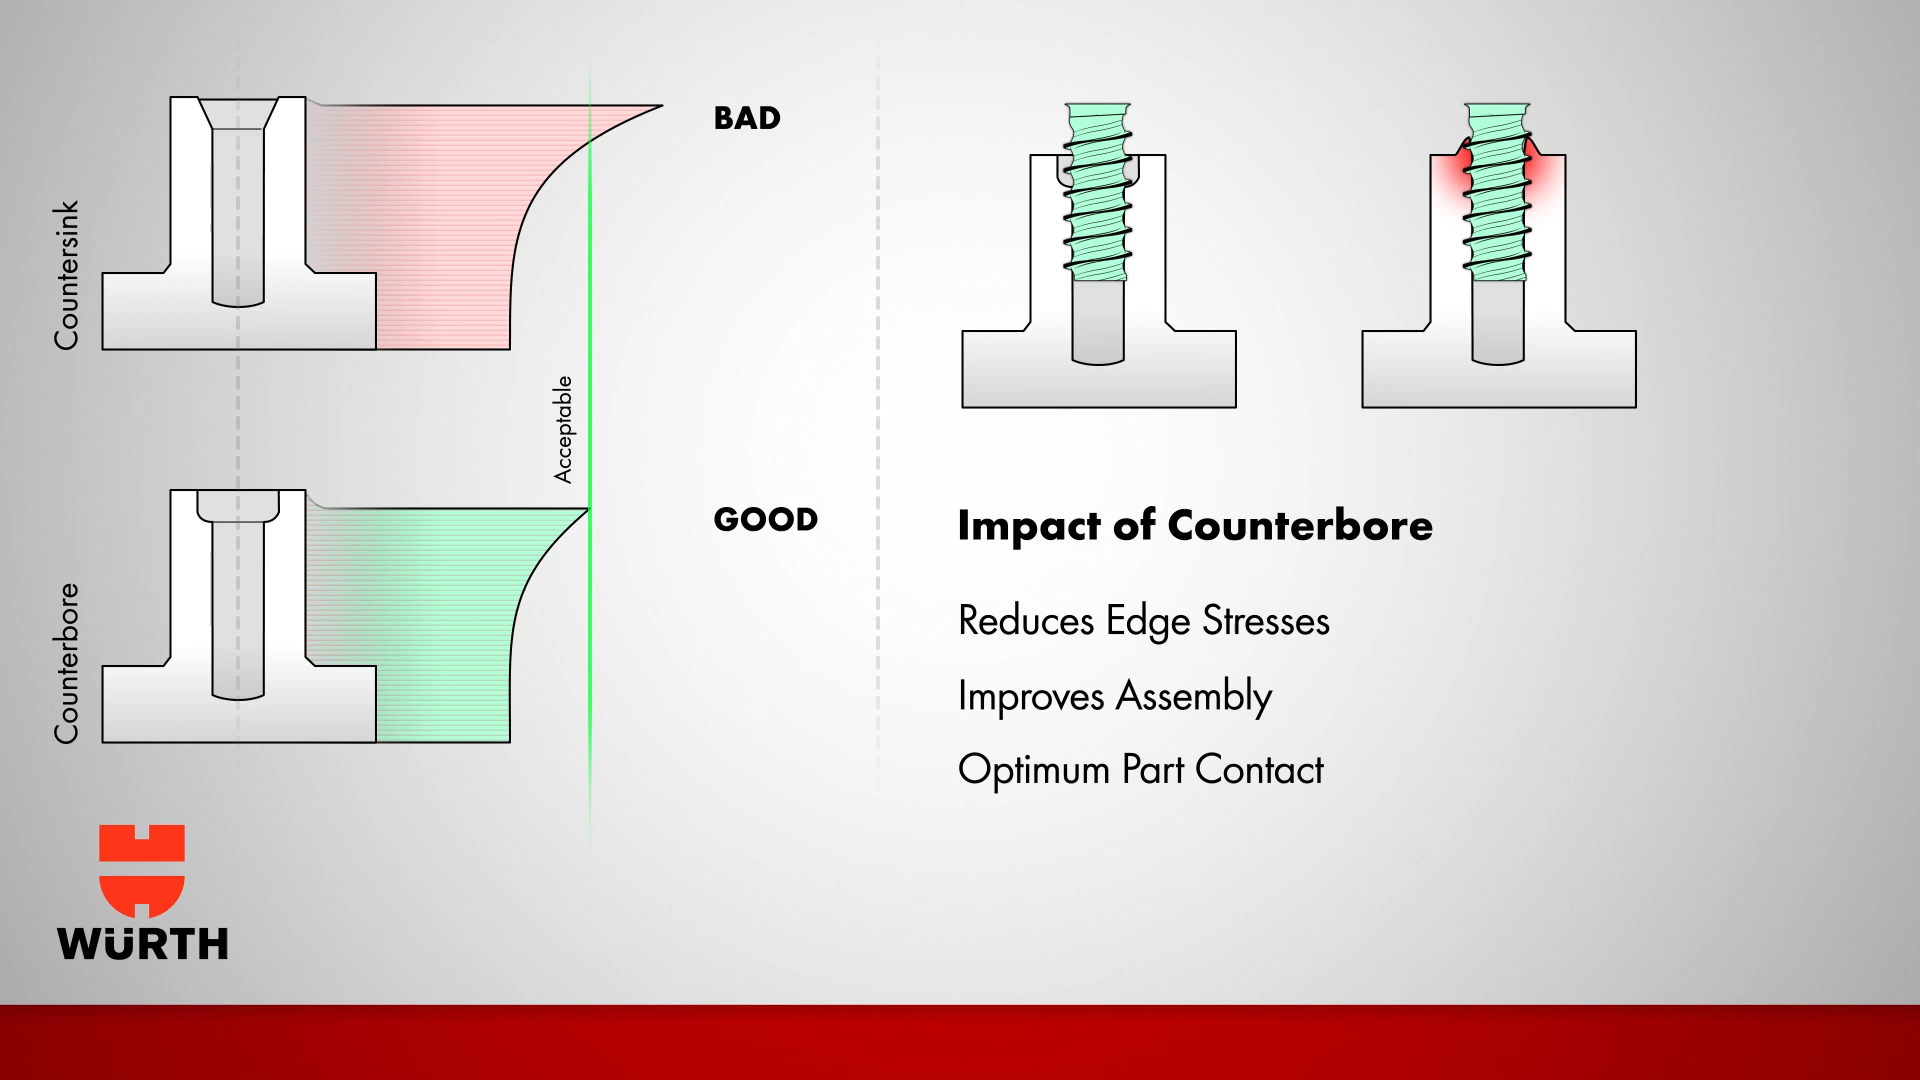 Countersink
BAD
Acceptable
Counterbore
GOOD
Impact of Counterbore
Reduces Edge Stresses
Improves Assembly
Optimum Part Contact
WÜRTH